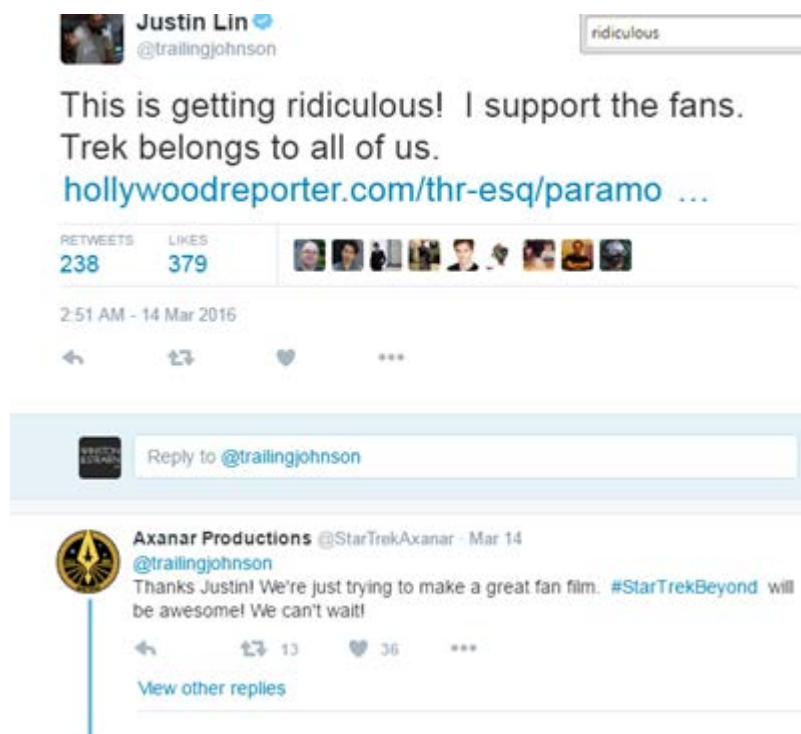 Justin Lin
@trailingjohnson
ridiculous
This is getting ridiculous! I support the fans.
Trek belongs to all of us.
hollywoodreporter.com/thr-esq/paramo ...
RETWEETS LIKES
238 379
2:51 AM - 14 Mar 2016
WINSTON
& STRAWN
Reply to @trailingjohnson
Axanar Productions @StarTrekAxanar · Mar 14
@trailingjohnson
Thanks Justin! We're just trying to make a great fan film. #StarTrekBeyond will
be awesome! We can't wait!
13 36
View other replies